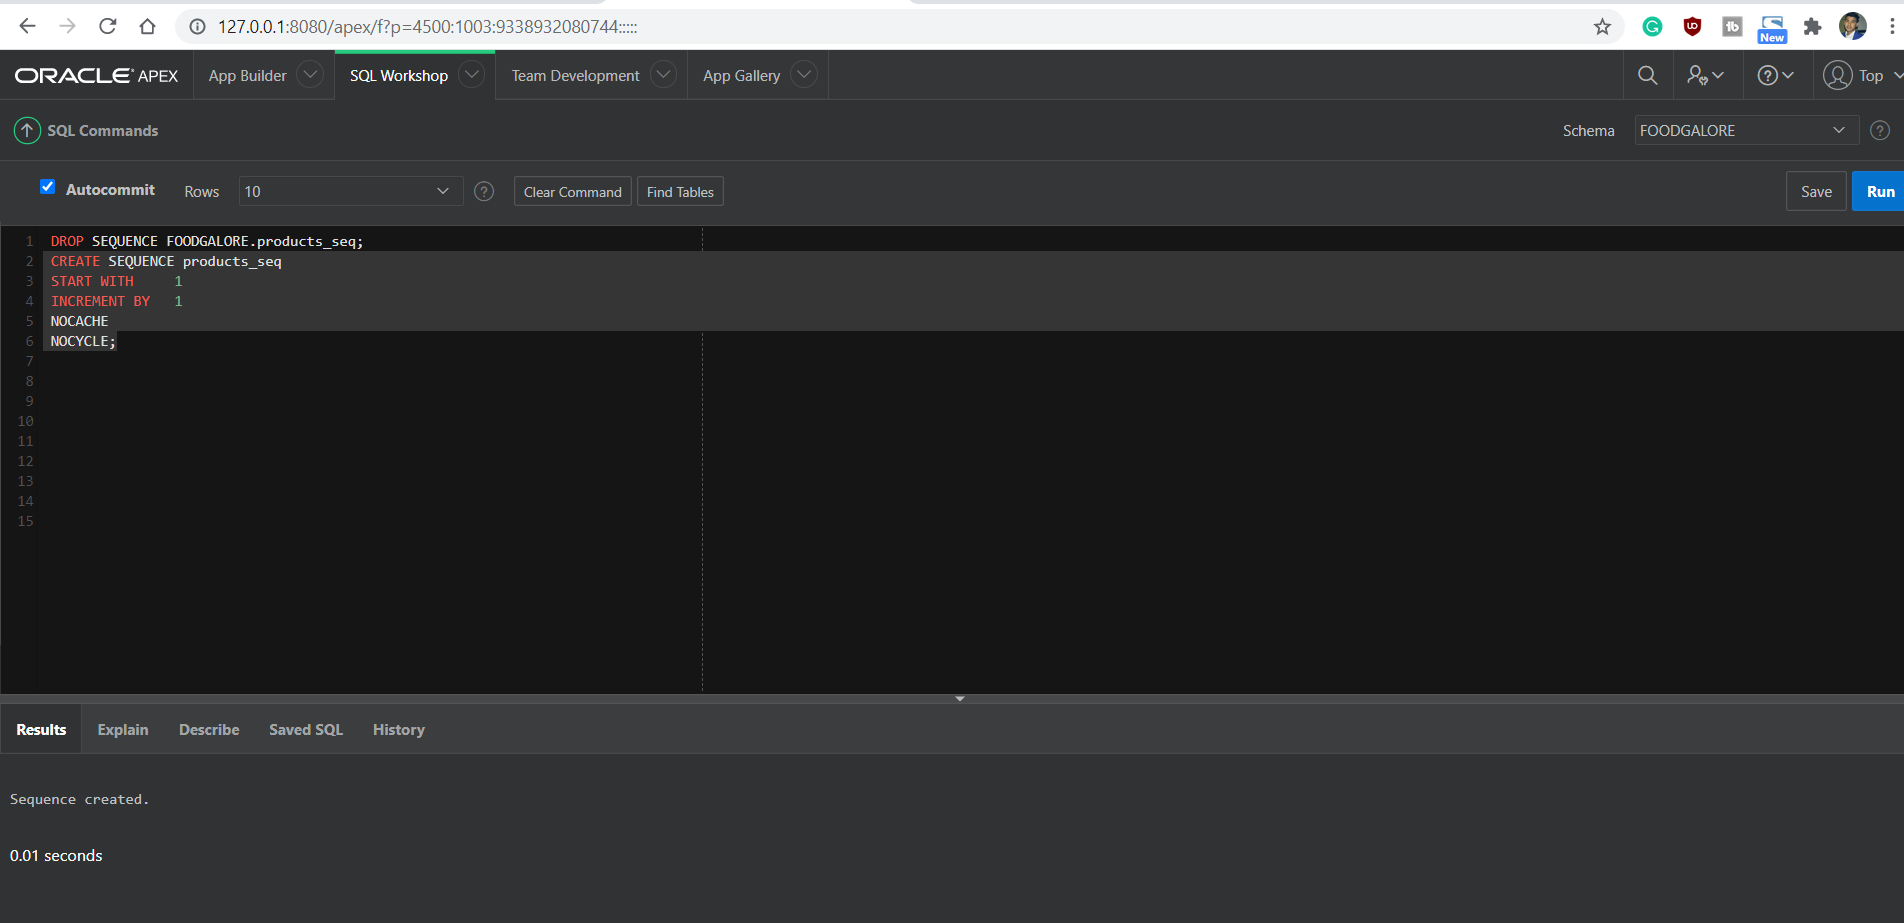 127.0.0.1:8080/apex/f?p=4500:1003:9338932080744:::::
G
UO
tb
New
ORACLE APEX
App Builder
SQL Workshop
Team Development
App Gallery
?
Top
SQL Commands
Schema
FOODGALORE
?
Autocommit
Rows
10
?
Clear Command
Find Tables
Save
Run
1 DROP SEQUENCE FOODGALORE.products_seq;
2 CREATE SEQUENCE products_seq
3 START WITH     1
4 INCREMENT BY   1
5 NOCACHE
6 NOCYCLE;
7
8
9
10
11
12
13
14
15
Results
Explain
Describe
Saved SQL
History
Sequence created.
0.01 seconds